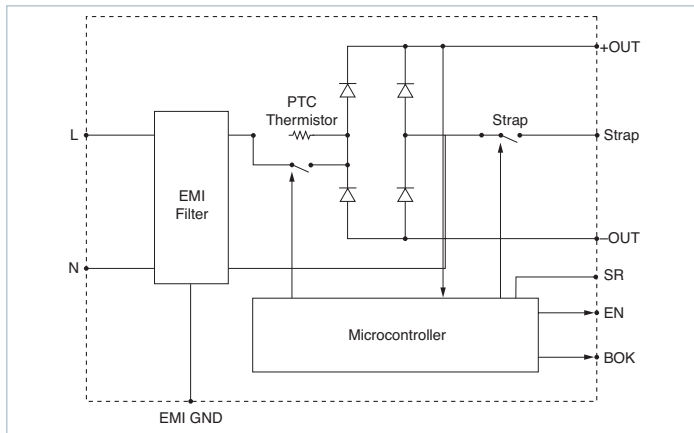 +OUT
PTC
Thermistor
Strap
L
Strap
EMI
Filter
–OUT
N
SR
EN
Microcontroller
BOK
EMI GND